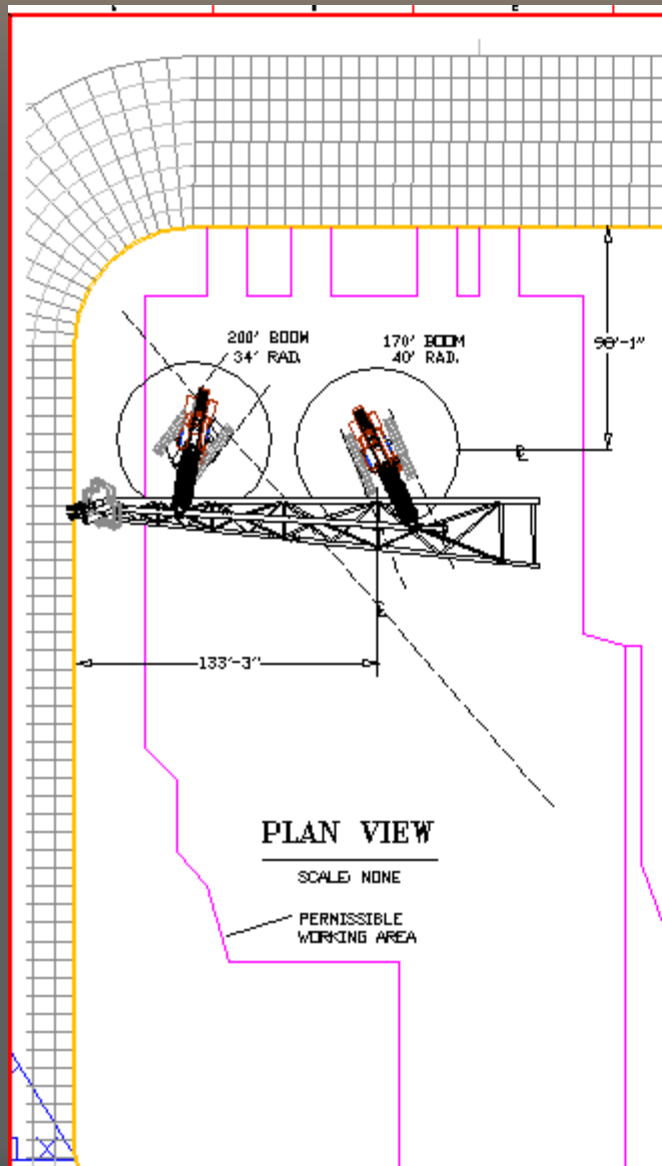 200' BOOM
34' RAD.
170' BOOM
40' RAD.
98'-1"
℄
℄
133'-3"
PLAN VIEW
SCALE: NONE
PERMISSIBLE
WORKING AREA